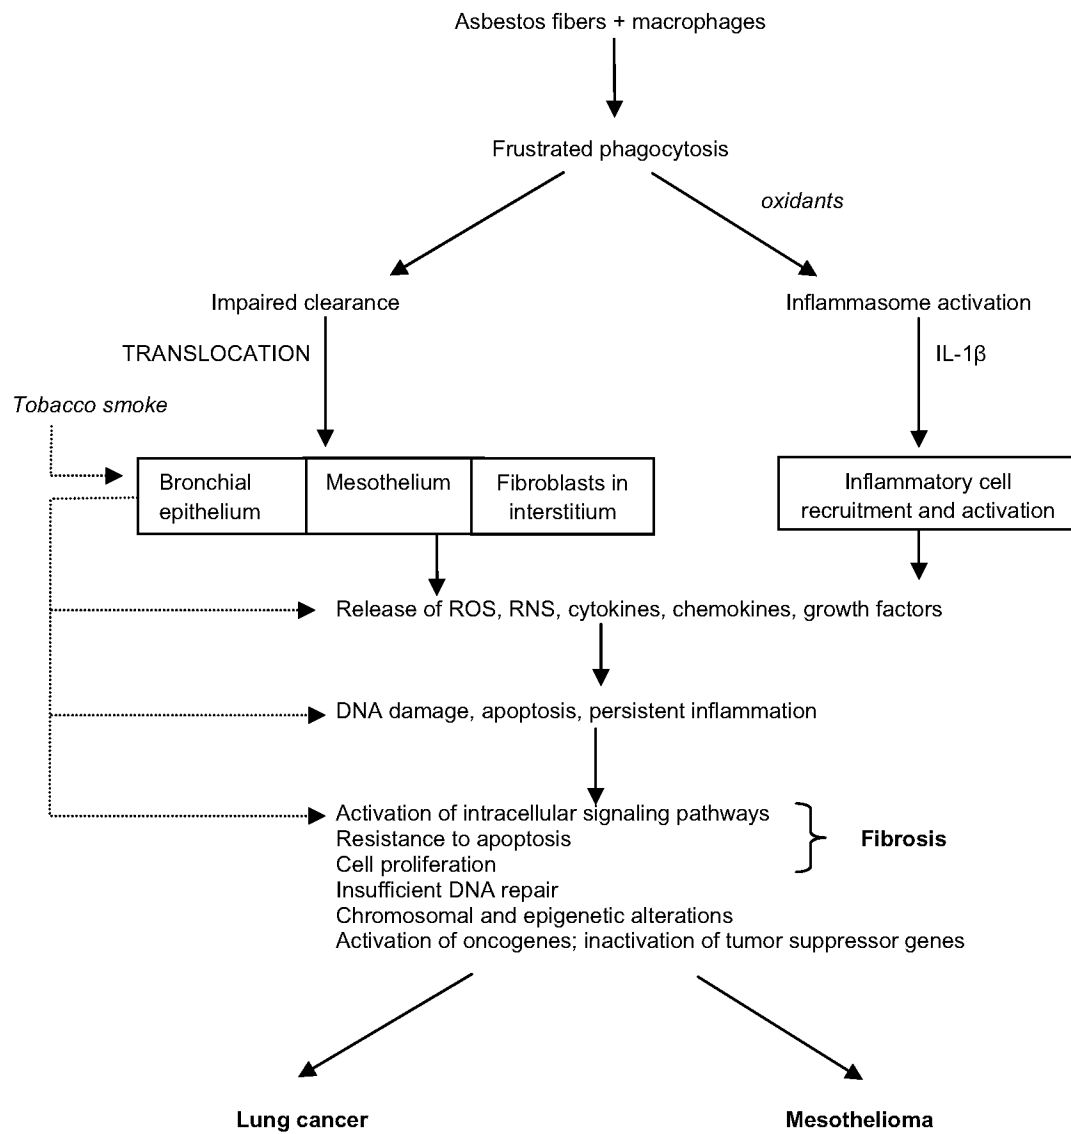 Asbestos fibers + macrophages
Frustrated phagocytosis
oxidants
Impaired clearance
Inflammasome activation
TRANSLOCATION
IL-1β
Tobacco smoke
Bronchial
epithelium
Mesothelium
Fibroblasts in
interstitium
Inflammatory cell
recruitment and activation
Release of ROS, RNS, cytokines, chemokines, growth factors
DNA damage, apoptosis, persistent inflammation
Activation of intracellular signaling pathways
Resistance to apoptosis
Cell proliferation
Fibrosis
Insufficient DNA repair
Chromosomal and epigenetic alterations
Activation of oncogenes; inactivation of tumor suppressor genes
Lung cancer
Mesothelioma